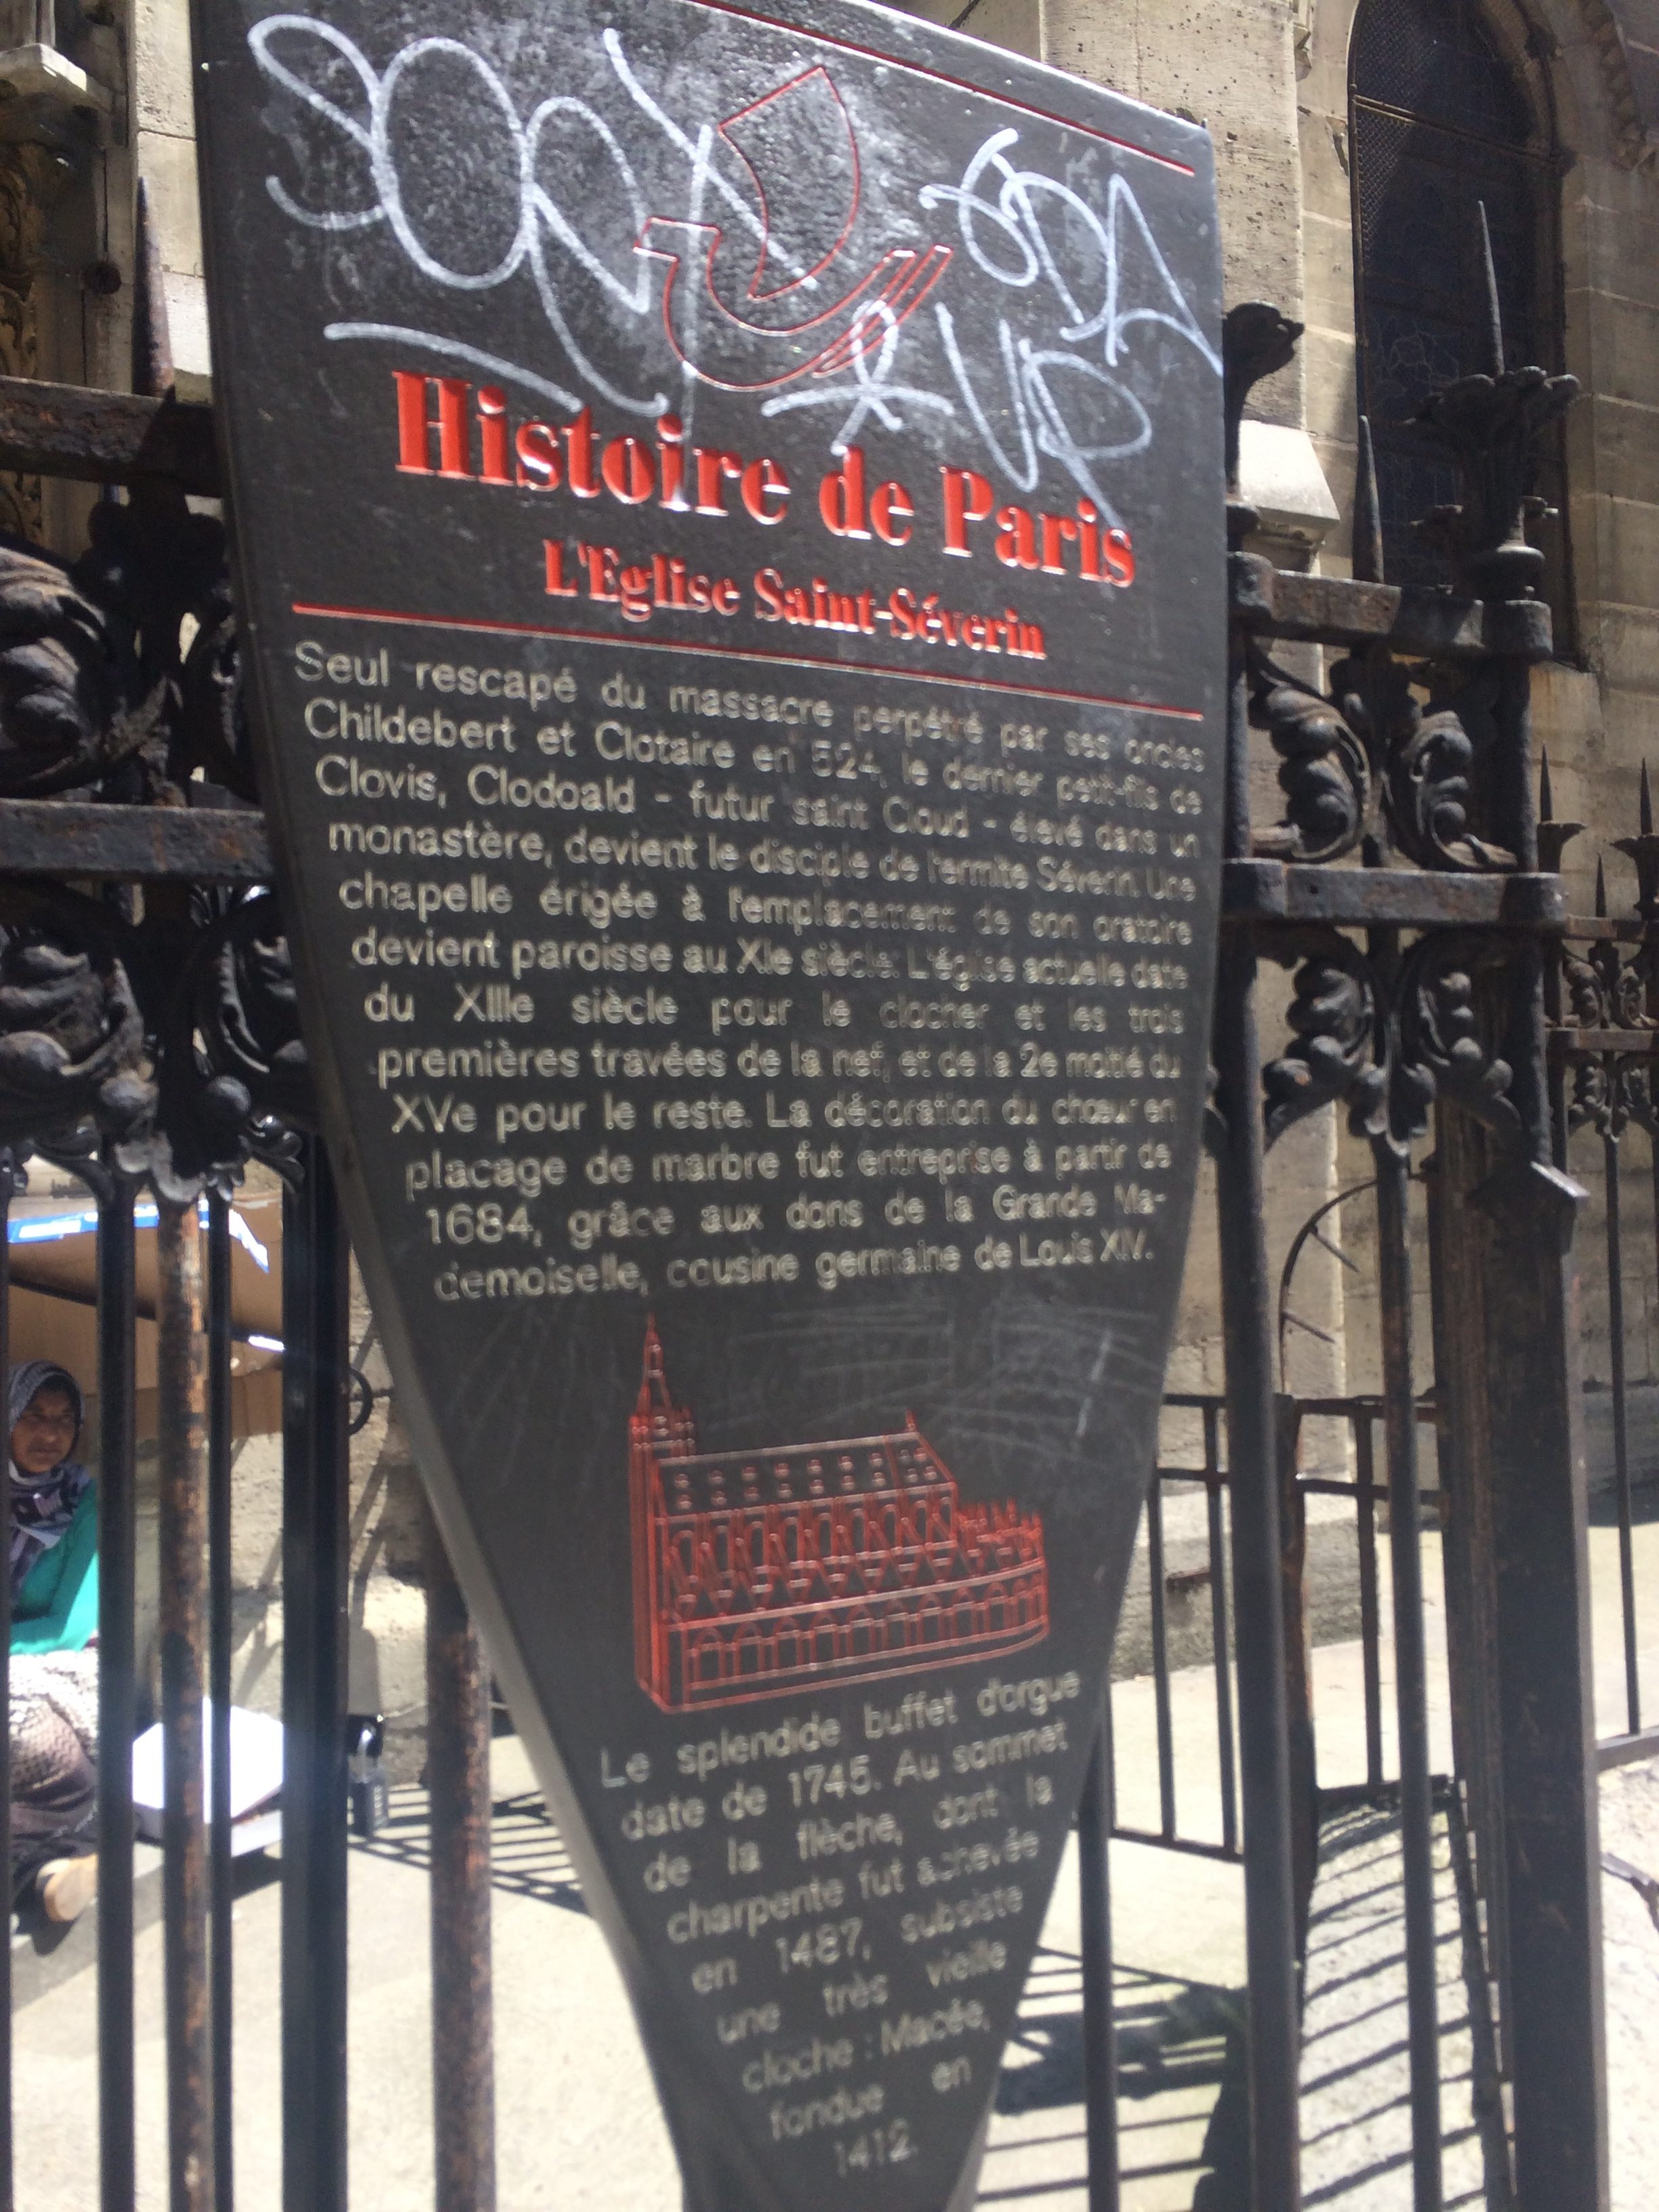 Histoire de Paris
L'Eglise Saint-Séverin
Seul rescapé du massacre perpétré par ses oncles
Childebert et Clotaire en 524, le dernier petit-fils de
Clovis, Clodoald - futur saint Cloud - élevé dans un
monastère, devient le disciple de l'ermite Séverin. Une
chapelle érigée à l'emplacement de son oratoire
devient paroisse au XIe siècle. L'église actuelle date
du XIIIe siècle pour le clocher et les trois
premières travées de la nef, et de la 2e moitié du
XVe pour le reste. La décoration du chœur en
placage de marbre fut entreprise à partir de
1684, grâce aux dons de la Grande Ma-
demoiselle, cousine germaine de Louis XIV.
Le splendide buffet d'orgue
date de 1745. Au sommet
de la flèche, dont la
charpente fut achevée
en 1487, subsiste
une très vieille
cloche : Macée,
fondue en
1412.